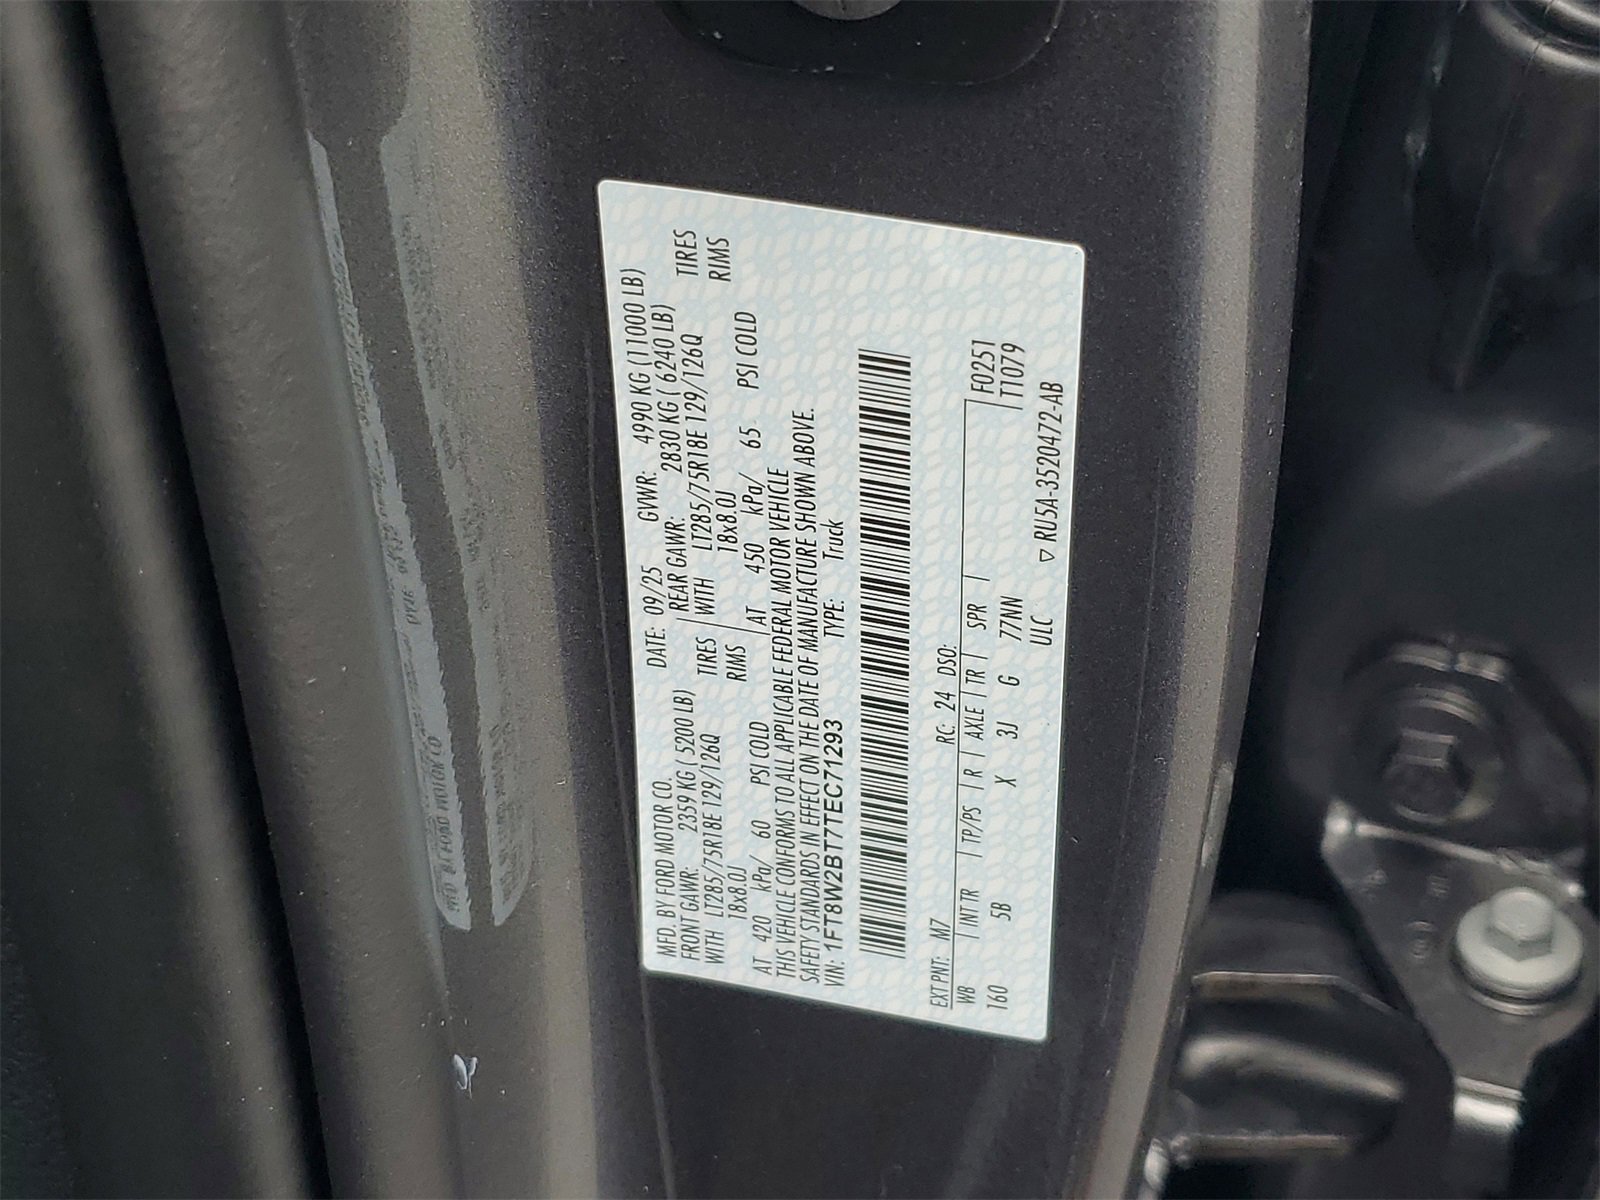 MFD. BY FORD MOTOR CO.
DATE: 09/25 GVWR: 4990 KG (11000 LB)
FRONT GAWR: 2359 KG ( 5200 LB) REAR GAWR: 2830 KG ( 6240 LB)
WITH LT285/75R18E 129/126Q TIRES WITH LT285/75R18E 129/126Q TIRES
18x8.0J RIMS 18x8.0J RIMS
AT 420 kPa/ 60 PSI COLD AT 450 kPa/ 65 PSI COLD
THIS VEHICLE CONFORMS TO ALL APPLICABLE FEDERAL MOTOR VEHICLE
SAFETY STANDARDS IN EFFECT ON THE DATE OF MANUFACTURE SHOWN ABOVE.
VIN: 1FT8W2BT7TEC71293 TYPE: Truck
EXT PNT: M7 RC: 24 DSO: F0251
WB INT TR TP/PS R AXLE TR SPR T1079
160 5B X 3J G 77NN
ULC ▽ RU5A-3520472-AB